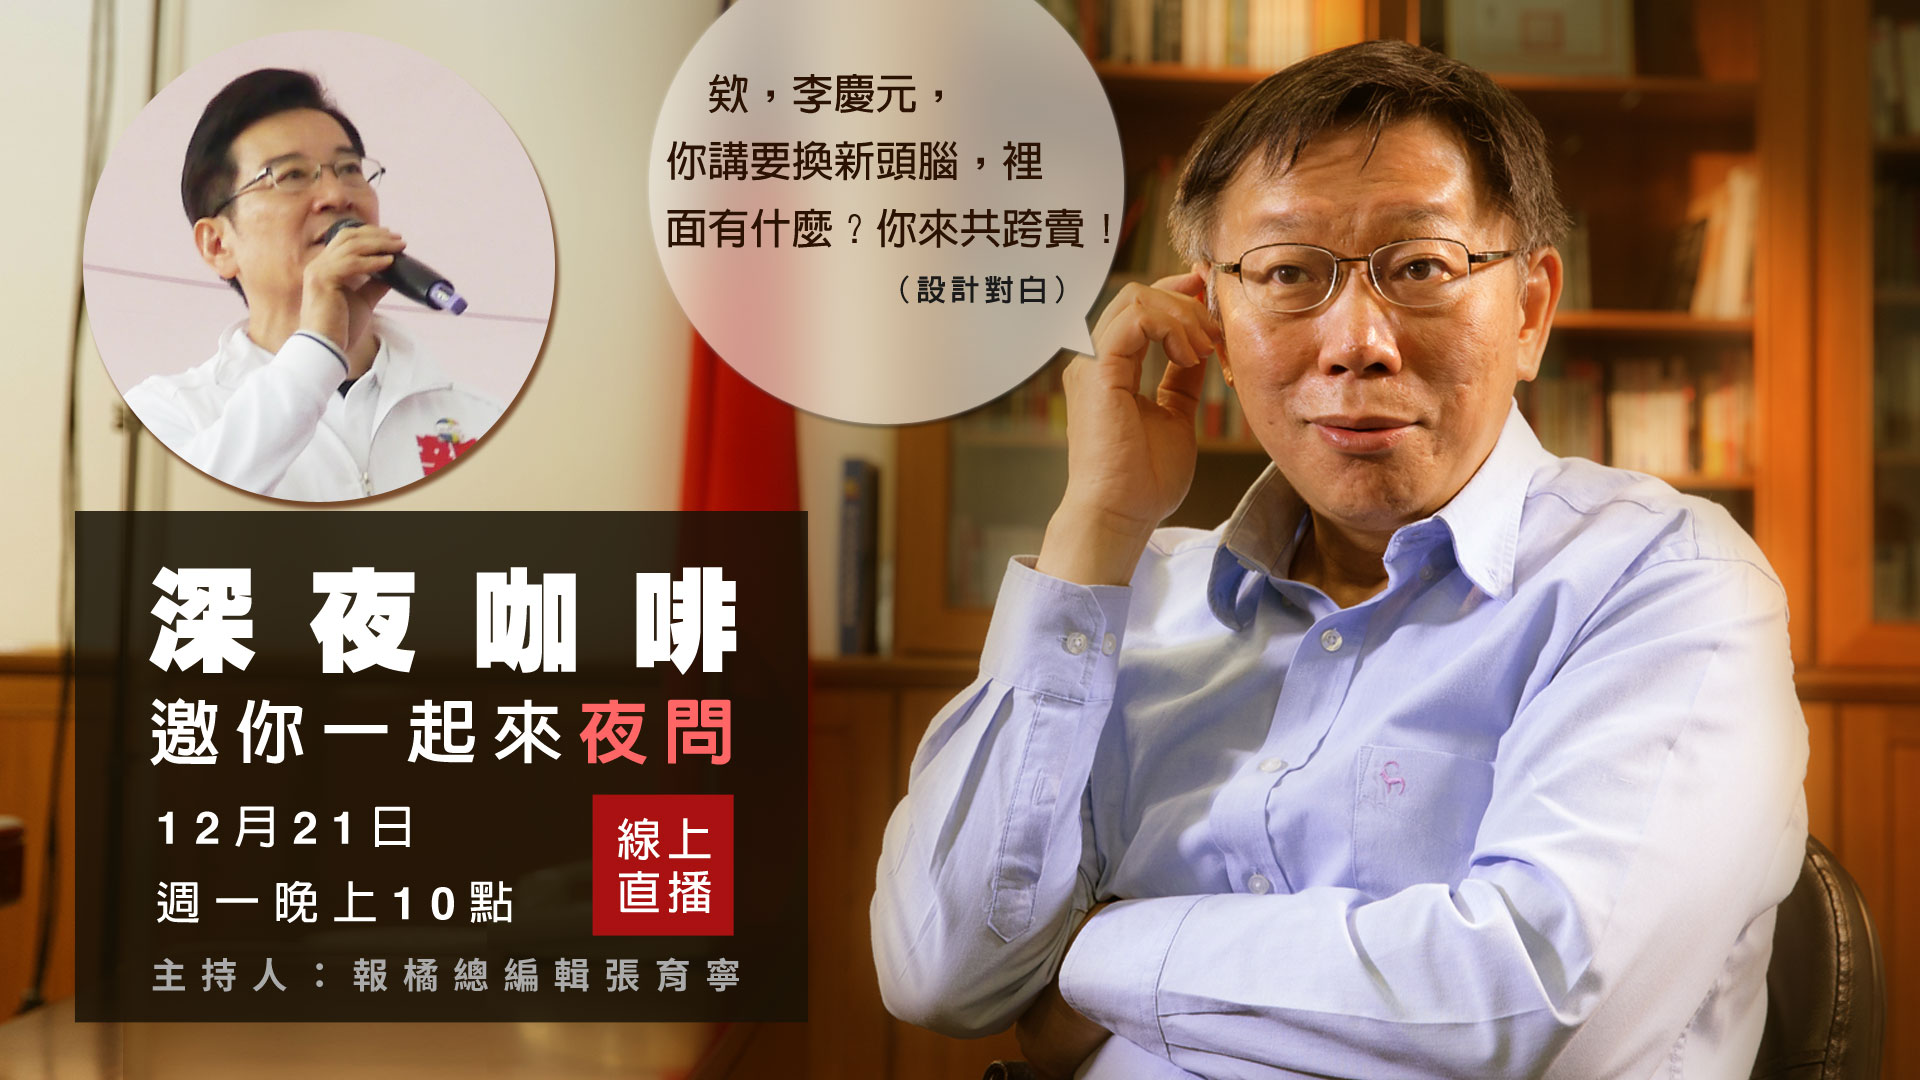 欸，李慶元，
你講要換新頭腦，裡
面有什麼？你來共跨賣！
（設計對白）
深夜咖啡
邀你一起來夜問
12月21日
週一晚上10點
線上
直播
主持人：報橘總編輯張育寧